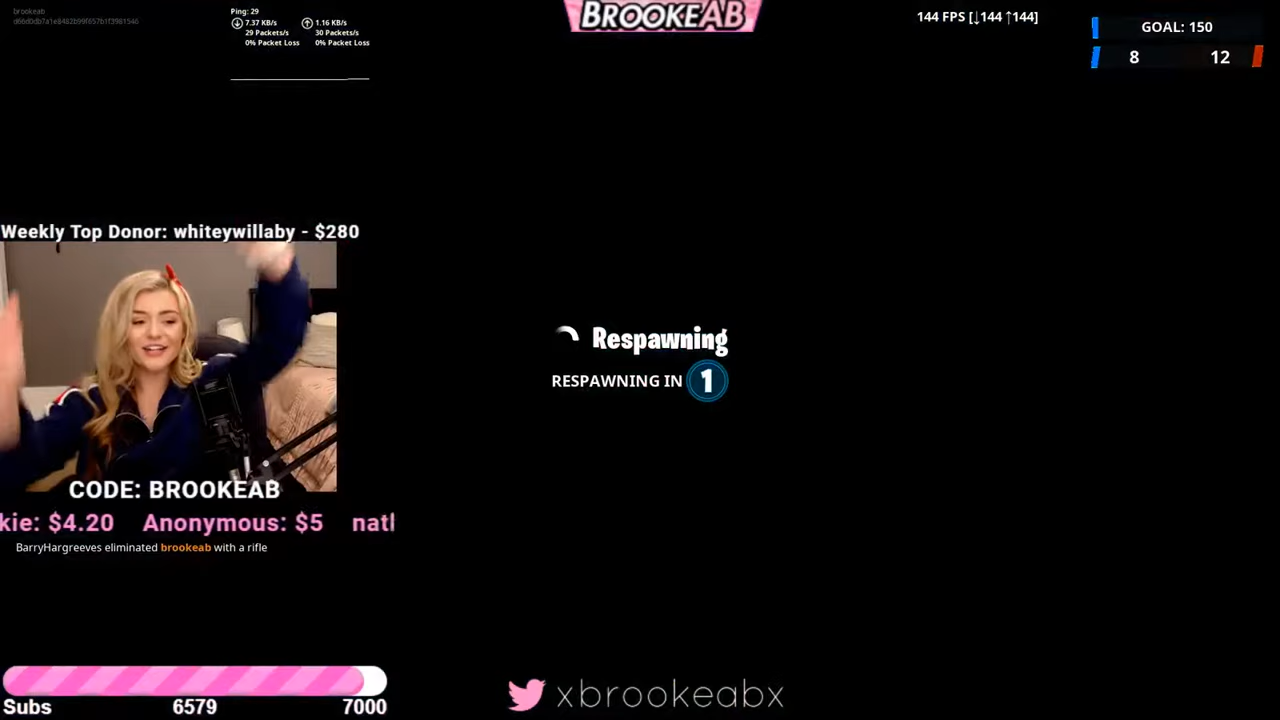 brookeab
Ping: 29
7.37 KB/s
1.16 KB/s
29 Packets/s
30 Packets/s
0% Packet Loss
0% Packet Loss
BROOKEAB
144 FPS [↓144 ↑144]
GOAL: 150
8
12
Weekly Top Donor: whiteywillaby - $280
Respawning
RESPAWNING IN 1
CODE: BROOKEAB
kie: $4.20 Anonymous: $5 natl
BarryHargreeves eliminated brookeab with a rifle
Subs
6579
7000
xbrookeabx